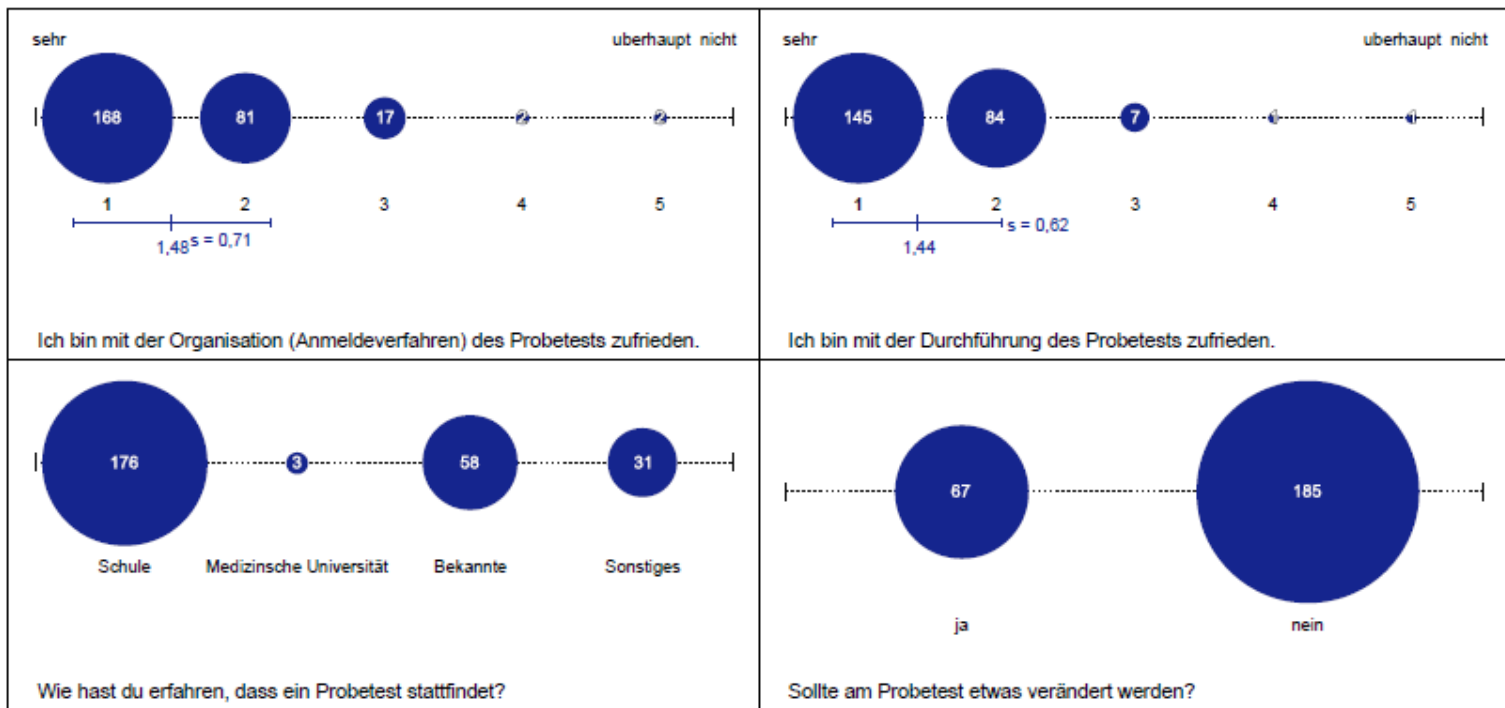 sehr uberhaupt nicht
168 81 17 2 2
1 2 3 4 5
1,48 s = 0,71
Ich bin mit der Organisation (Anmeldeverfahren) des Probetests zufrieden.
sehr uberhaupt nicht
145 84 7 1 1
1 2 3 4 5
s = 0,62
1,44
Ich bin mit der Durchführung des Probetests zufrieden.
176 3 58 31
Schule Medizinsche Universität Bekannte Sonstiges
Wie hast du erfahren, dass ein Probetest stattfindet?
67 185
ja nein
Sollte am Probetest etwas verändert werden?